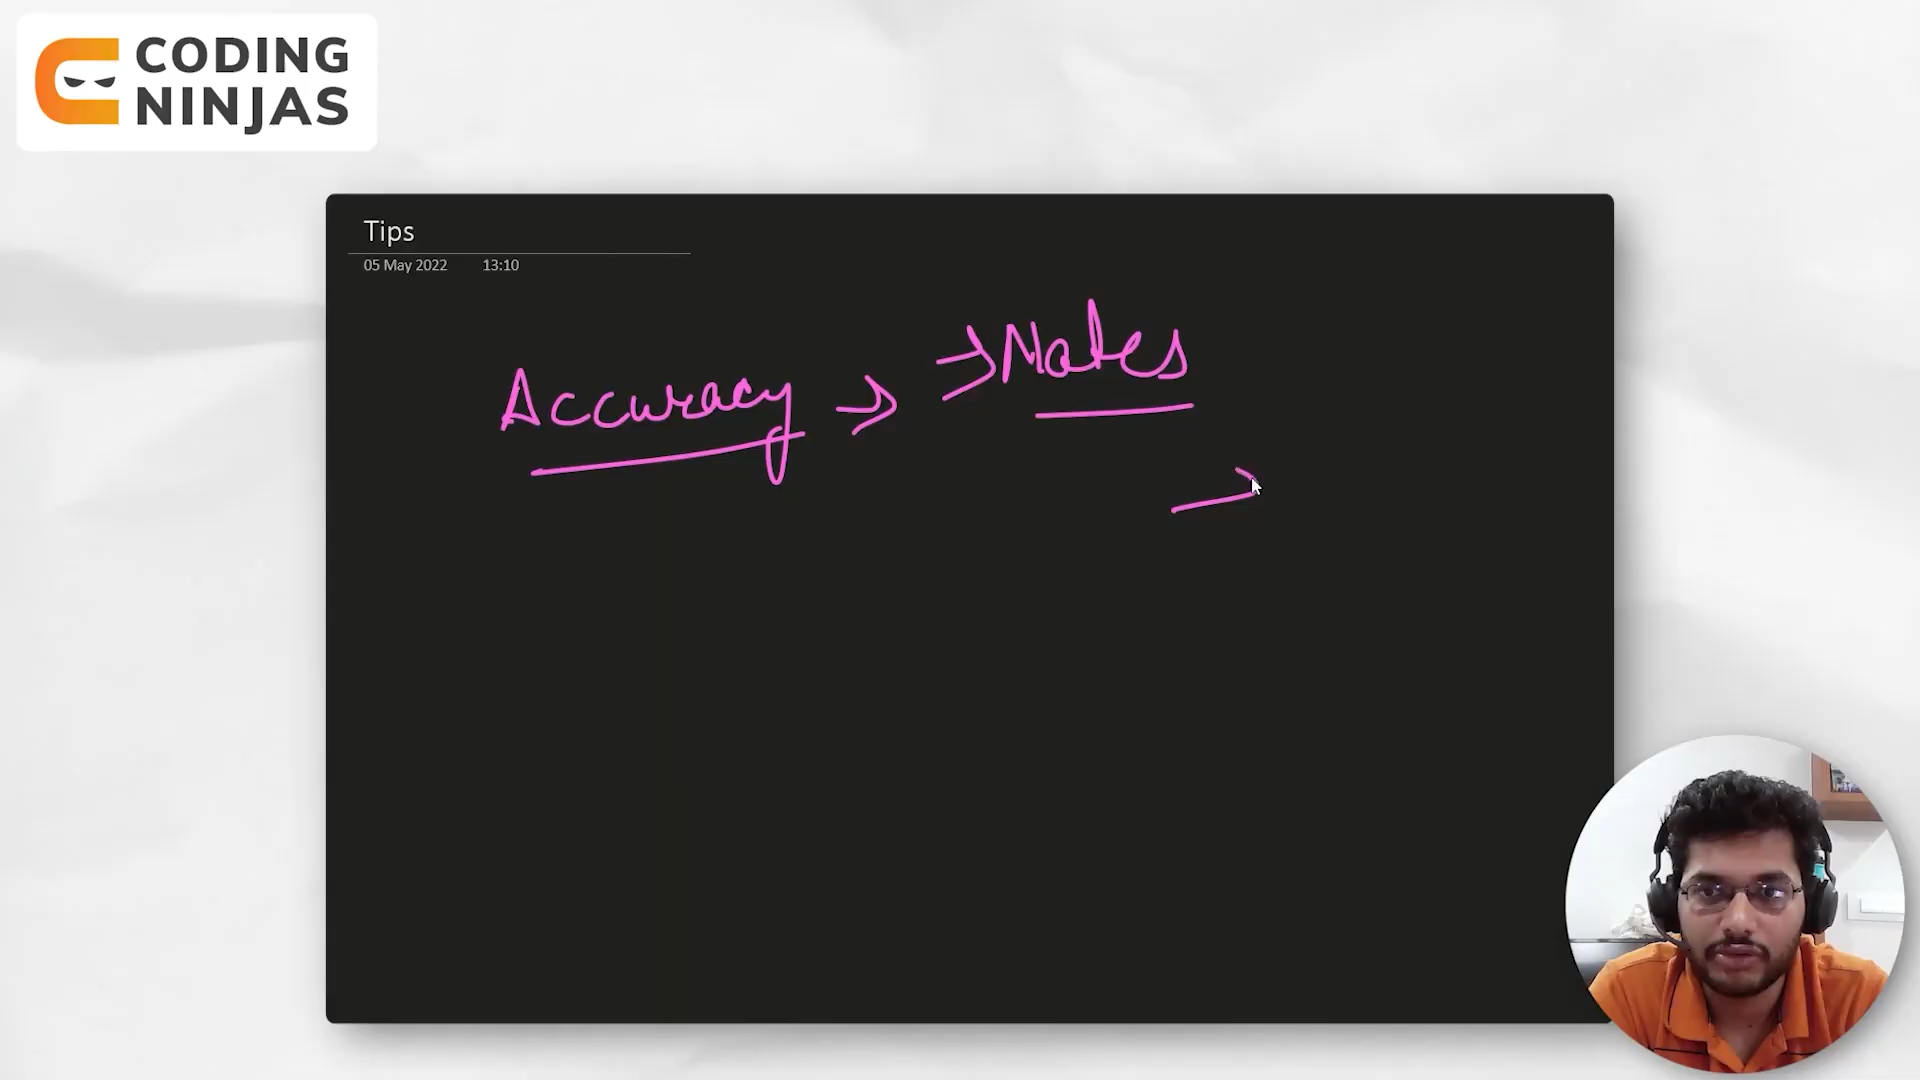 CODING
NINJAS
Tips
05 May 2022 13:10
Accuracy → → Notes
→